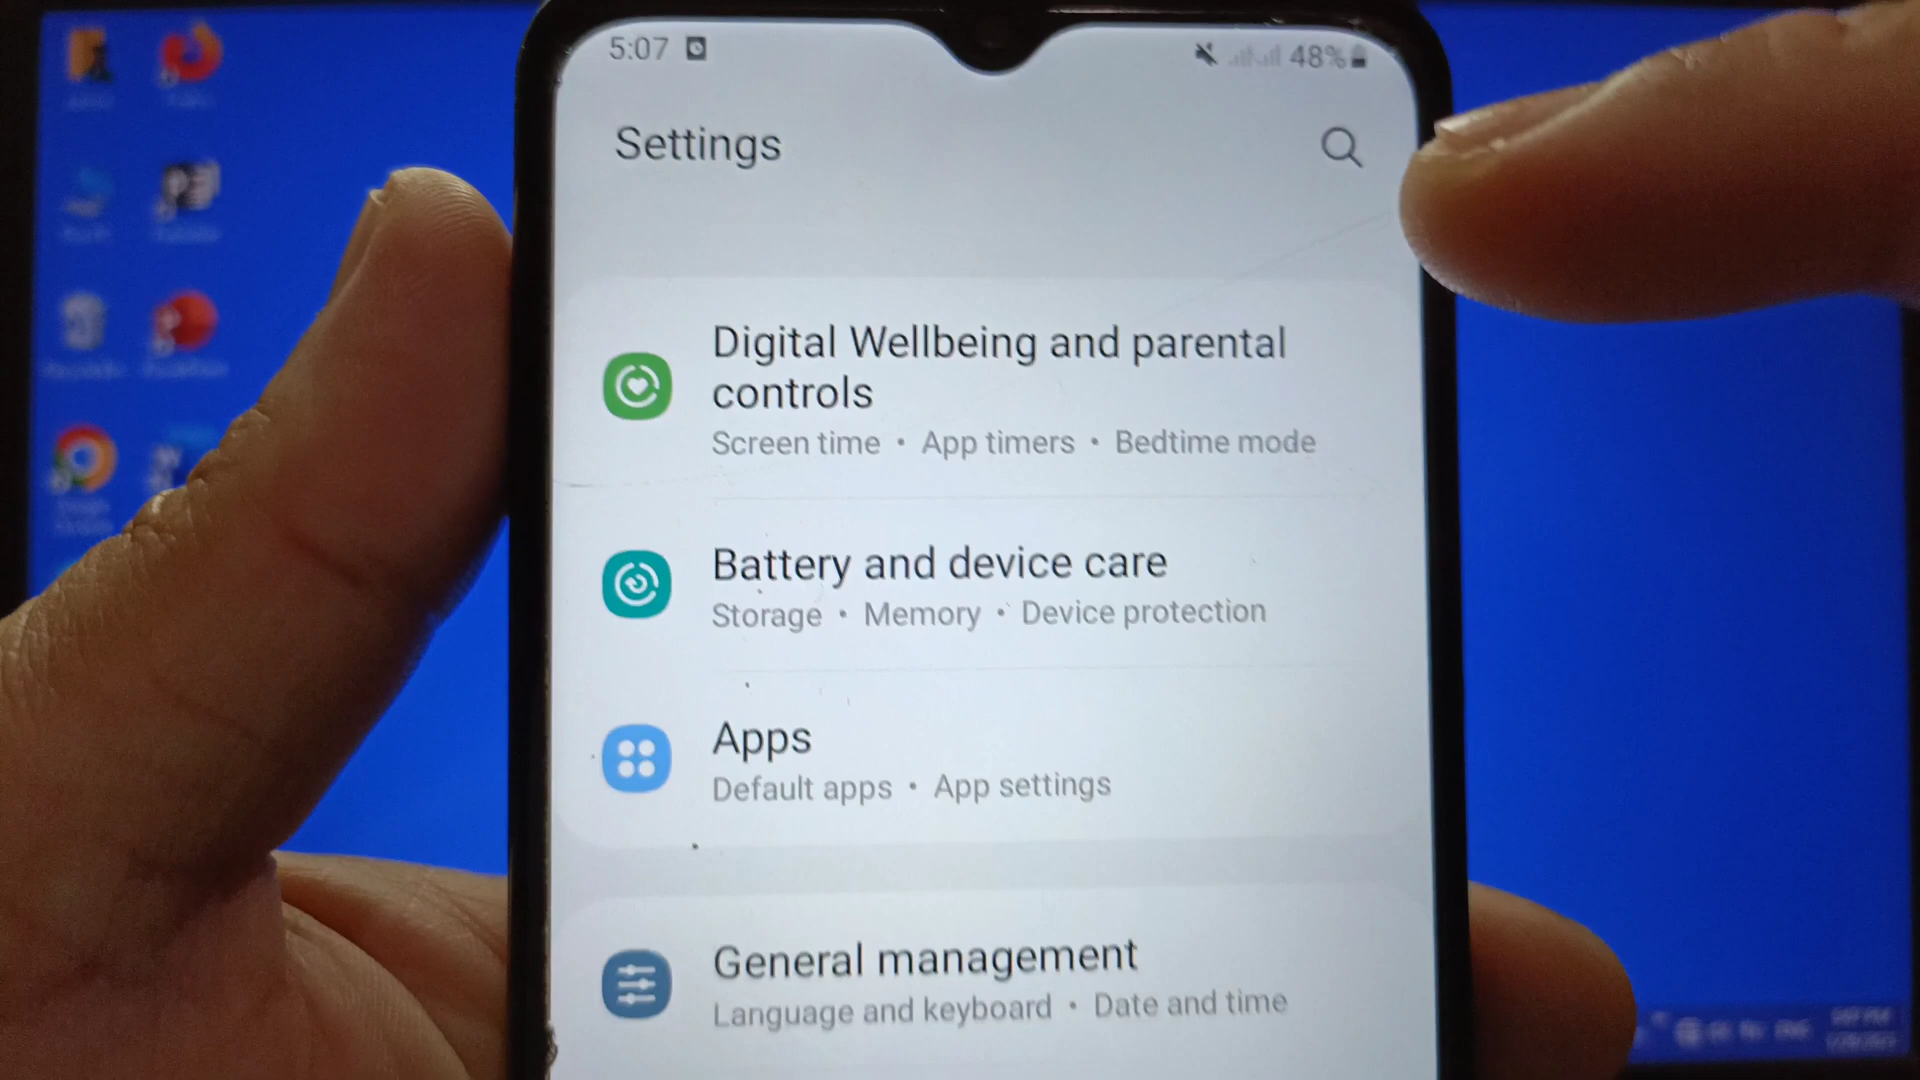 5:07
48%
Settings
Digital Wellbeing and parental
controls
Screen time • App timers • Bedtime mode
Battery and device care
Storage • Memory • Device protection
Apps
Default apps • App settings
General management
Language and keyboard • Date and time